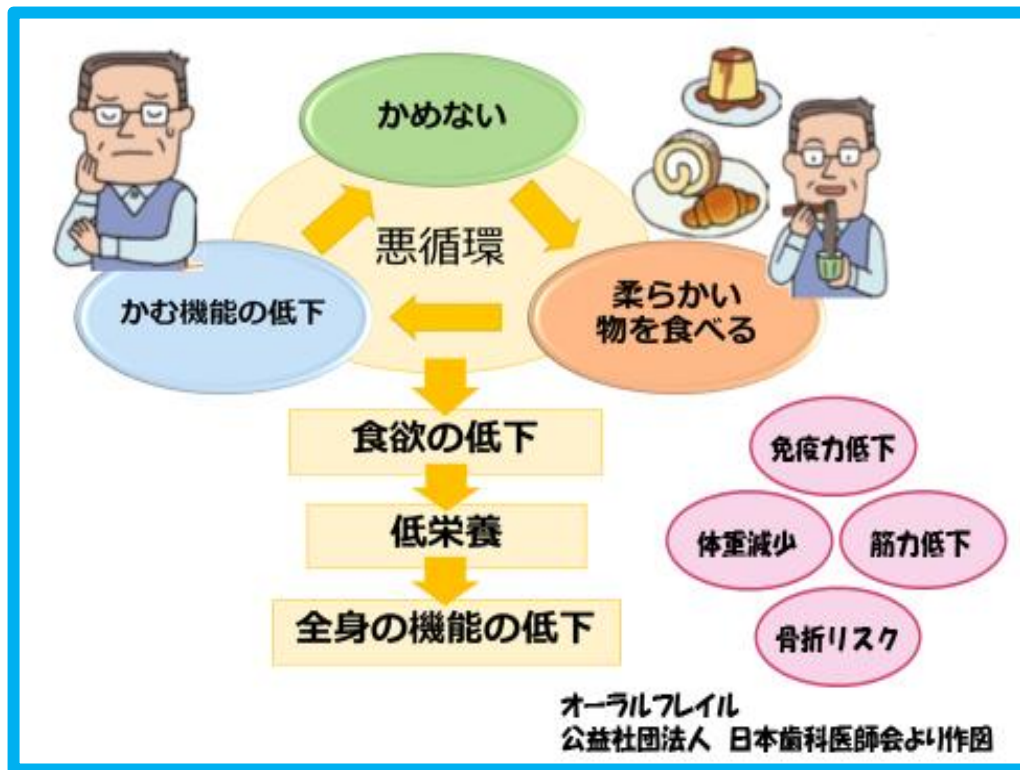 かめない
悪循環
かむ機能の低下
柔らかい
物を食べる
食欲の低下
低栄養
全身の機能の低下
免疫力低下
体重減少
筋力低下
骨折リスク
オーラルフレイル
公益社団法人 日本歯科医師会より作図